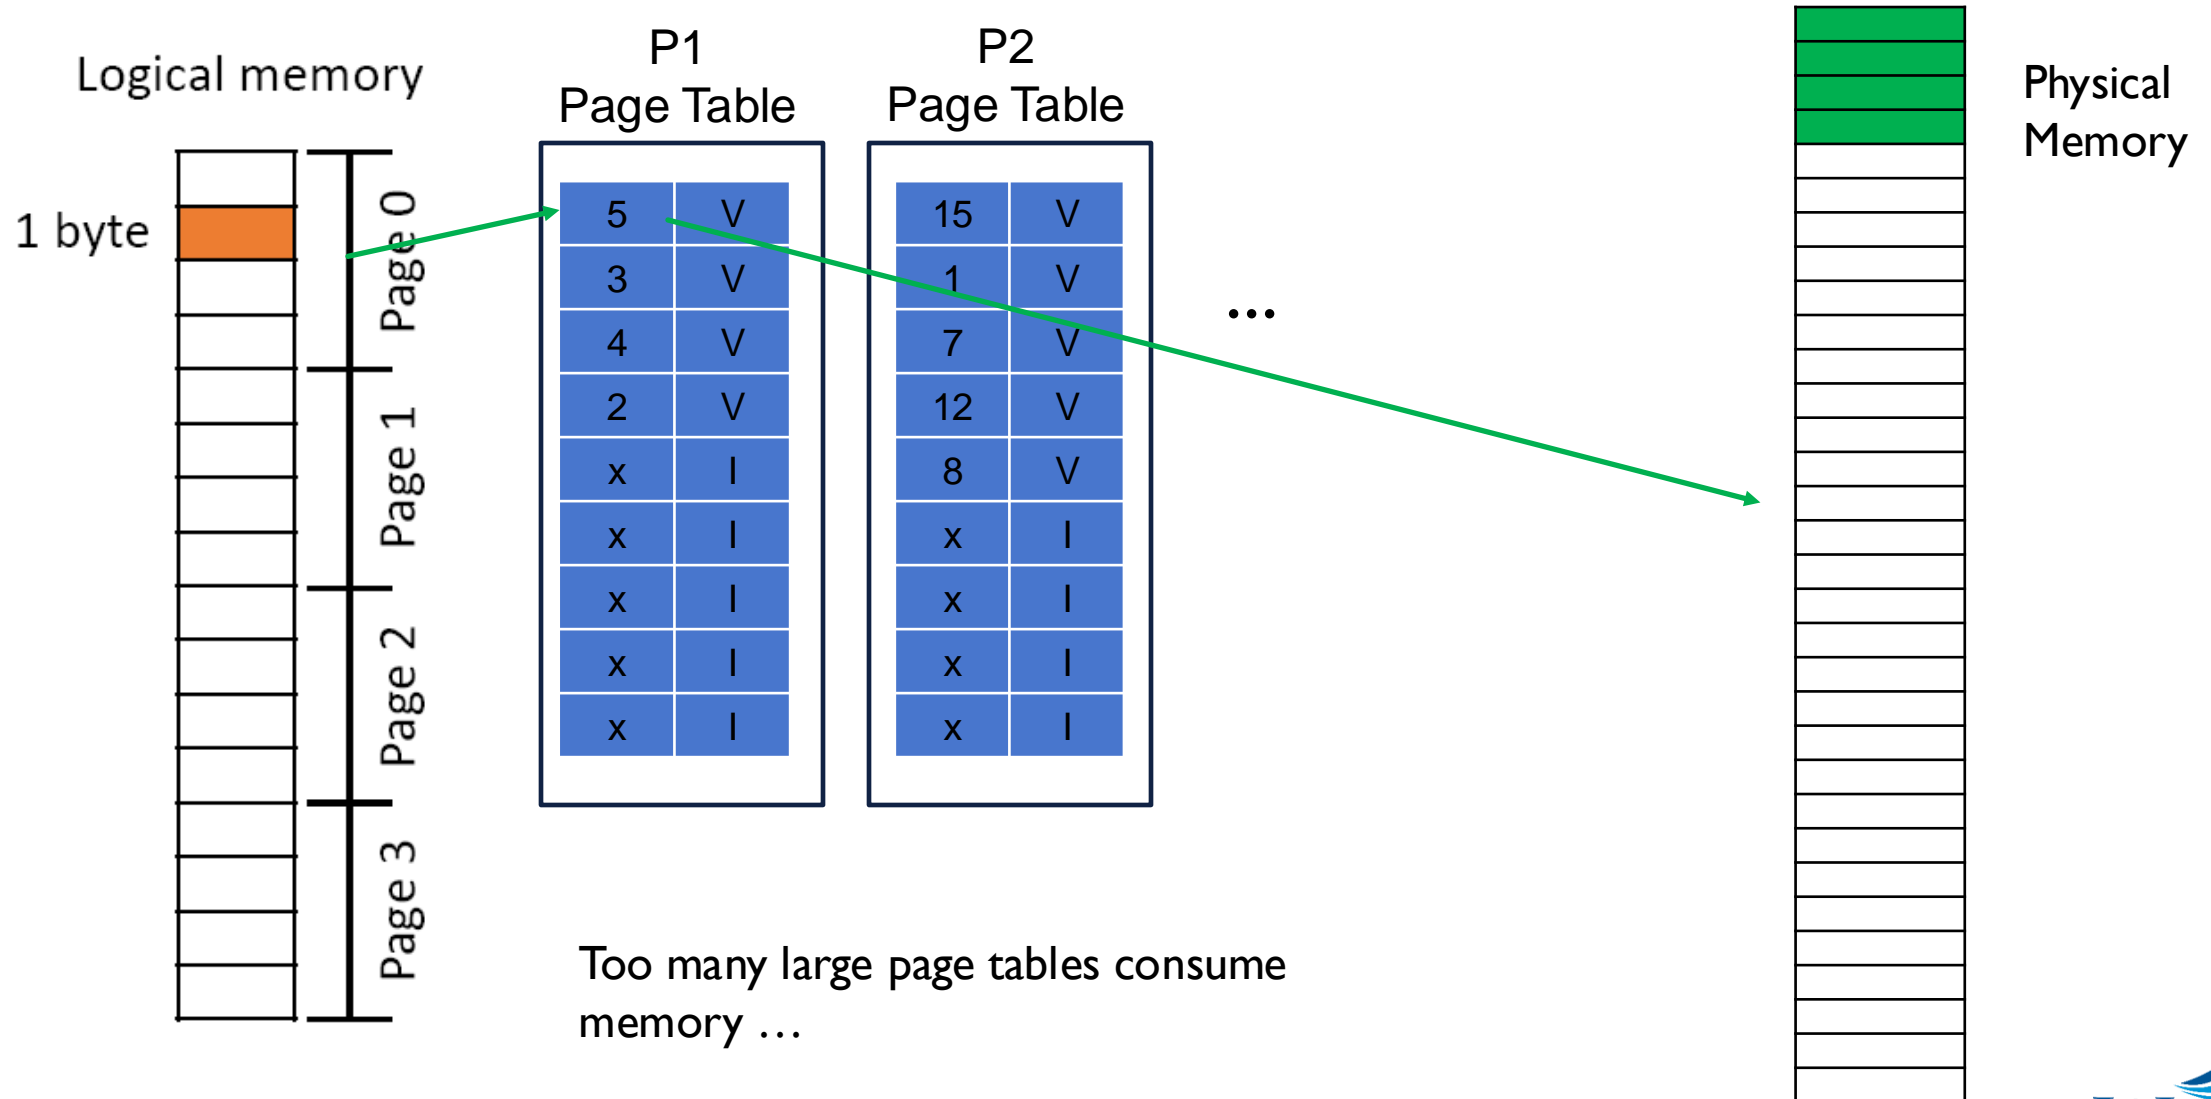 Logical memory
1 byte
Page 0
Page 1
Page 2
Page 3
P1
Page Table
5 V
3 V
4 V
2 V
x I
x I
x I
x I
x I
P2
Page Table
15 V
1 V
7 V
12 V
8 V
x I
x I
x I
x I
...
Physical
Memory
Too many large page tables consume
memory …